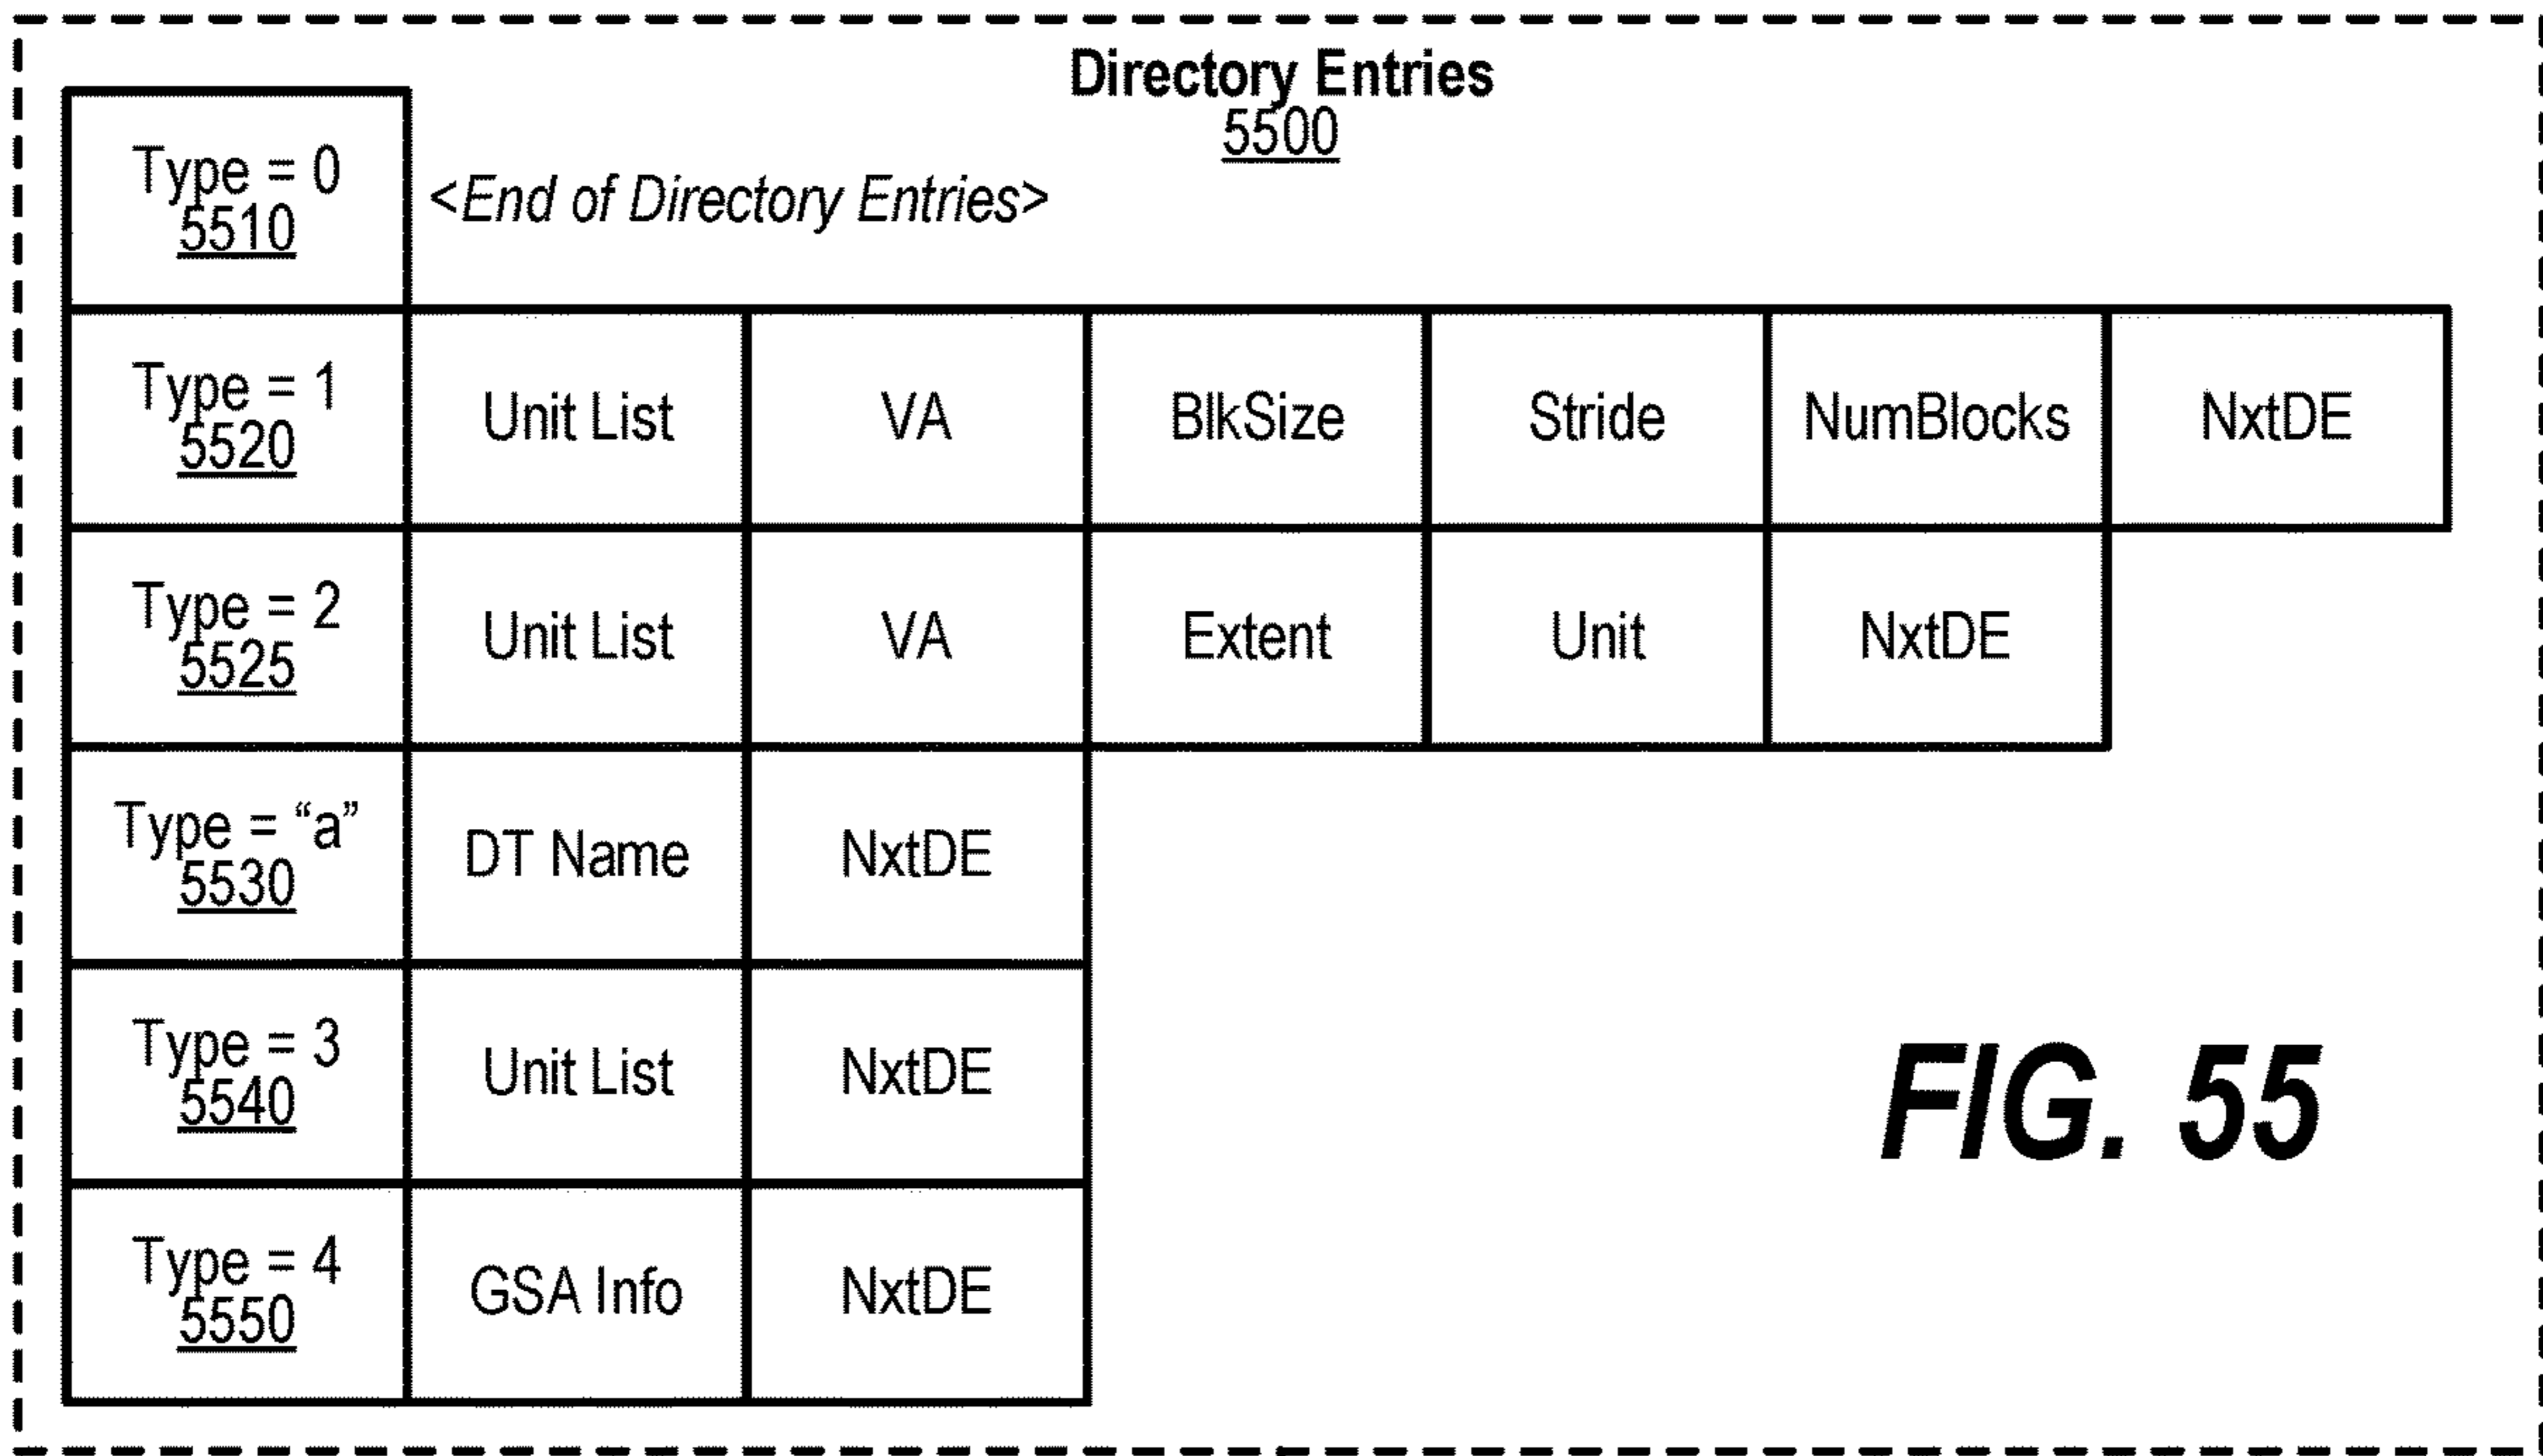 Directory Entries
5500
Type = 0
5510
<End of Directory Entries>
Type = 1
5520
Unit List
VA
BlkSize
Stride
NumBlocks
NxtDE
Type = 2
5525
Unit List
VA
Extent
Unit
NxtDE
Type = “a”
5530
DT Name
NxtDE
Type = 3
5540
Unit List
NxtDE
Type = 4
5550
GSA Info
NxtDE
FIG. 55